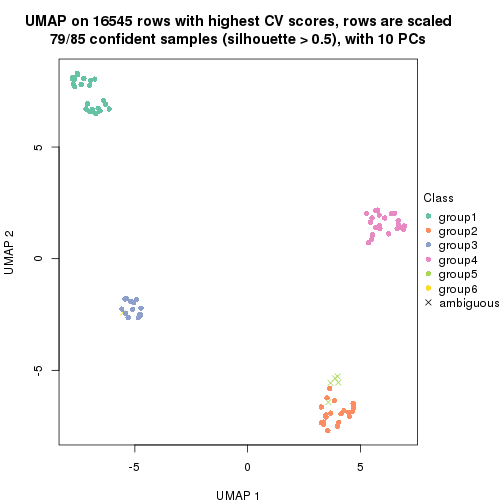 UMAP on 16545 rows with highest CV scores, rows are scaled
79/85 confident samples (silhouette > 0.5), with 10 PCs
5
0
-5
UMAP 2
-5
0
5
UMAP 1
Class
group1
group2
group3
group4
group5
group6
ambiguous